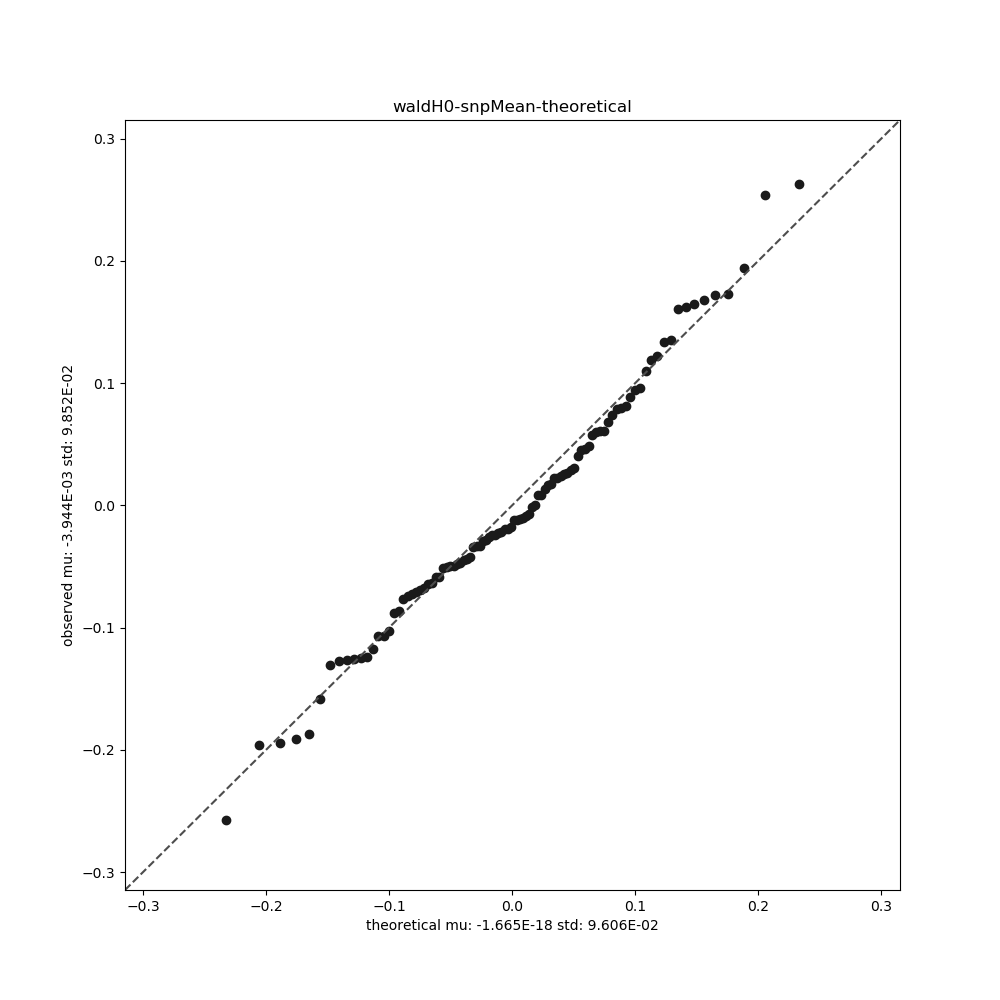 waldH0-snpMean-theoretical
0.3
0.2
0.1
0.0
−0.1
−0.2
−0.3
observed mu: -3.944E-03 std: 9.852E-02
−0.3 −0.2 −0.1 0.0 0.1 0.2 0.3
theoretical mu: -1.665E-18 std: 9.606E-02